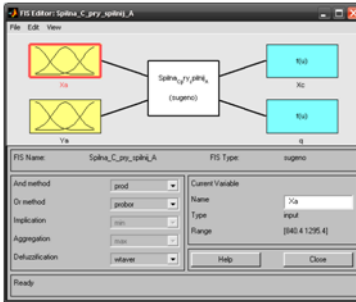 FIS Editor: Spilna_C_pry_spilnij_A
File Edit View
Xa
Ya
(sugeno)
f(u)
Xc
f(u)
q
FIS Name: Spilna_C_pry_spilnij_A FIS Type: sugeno
And method prod
Or method probor
Implication min
Aggregation max
Defuzzification wtaver
Current Variable
Name Xa
Type input
Range [840.4 1295.4]
Help Close
Ready